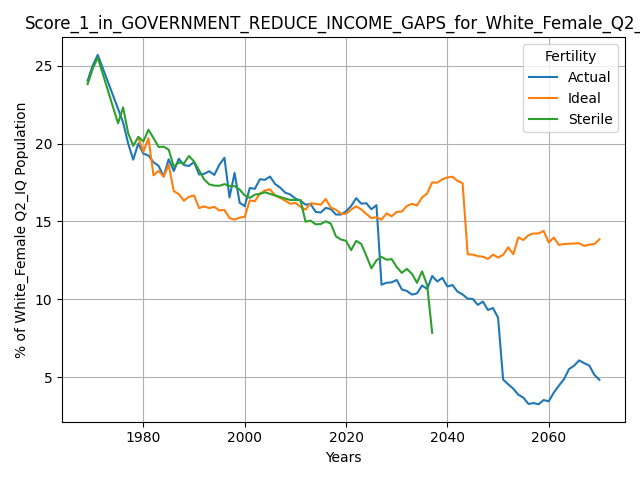 Score_1_in_GOVERNMENT_REDUCE_INCOME_GAPS_for_White_Female_Q2_
Fertility
Actual
Ideal
Sterile
% of White_Female Q2_IQ Population
25
20
15
10
5
1980 2000 2020 2040 2060
Years